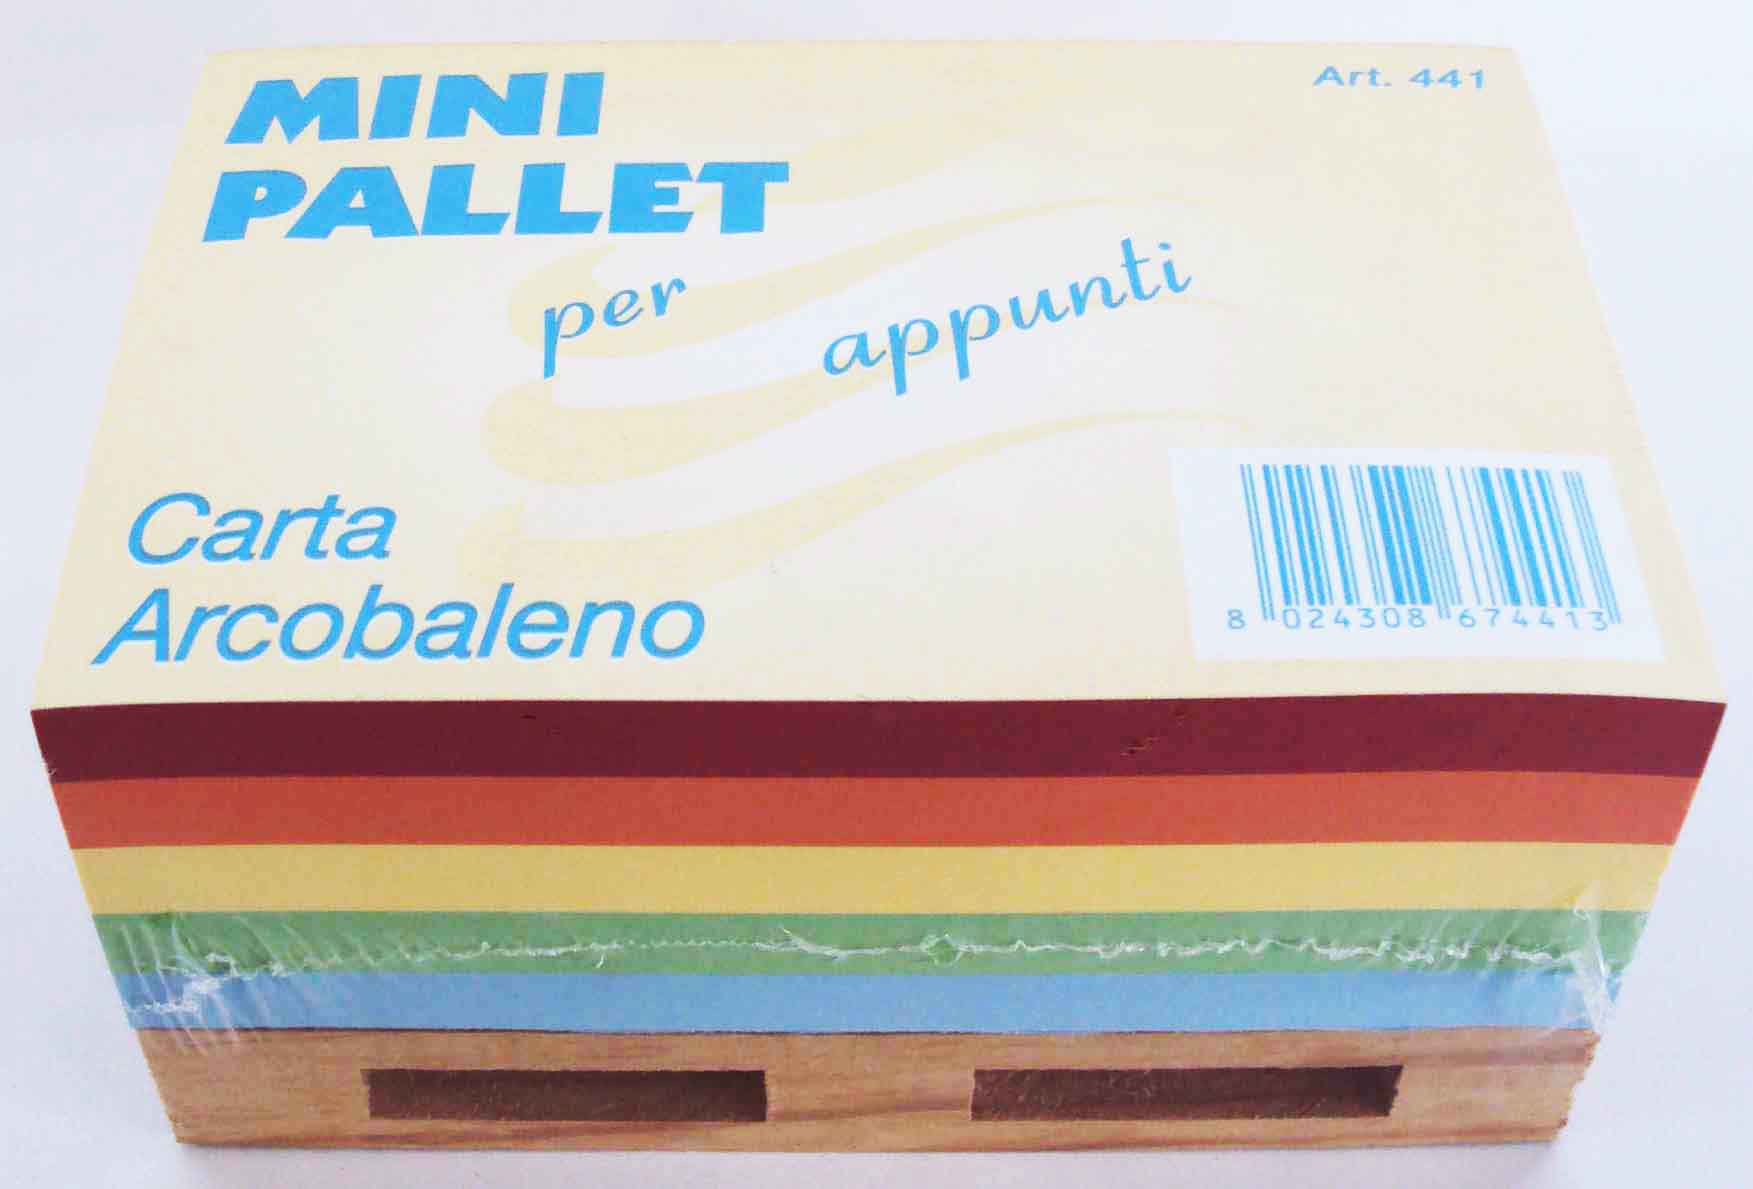 MINI
PALLET
Art. 441
per appunti
Carta
Arcobaleno
8 024308 674413